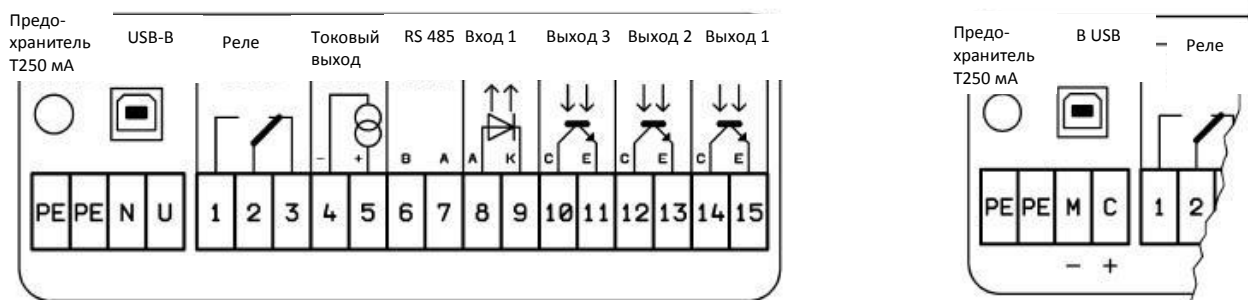 Предо-
хранитель
Т250 мА
USB-B
Реле
Токовый
выход
RS 485
Вход 1
Выход 3
Выход 2
Выход 1
– +
B A
A K
C E
C E
C E
PE PE N U
1 2 3 4 5 6 7 8 9 10 11 12 13 14 15
Предо-
хранитель
Т250 мА
В USB
Реле
PE PE M C
1 2
– +